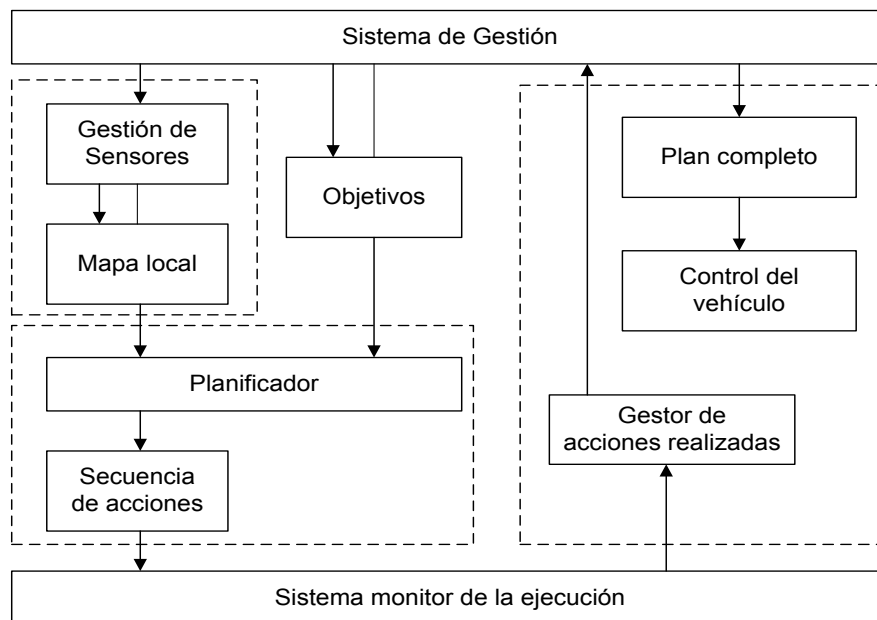 Sistema de Gestión
Gestión de
Sensores
Mapa local
Objetivos
Plan completo
Control del
vehículo
Planificador
Secuencia
de acciones
Gestor de
acciones realizadas
Sistema monitor de la ejecución